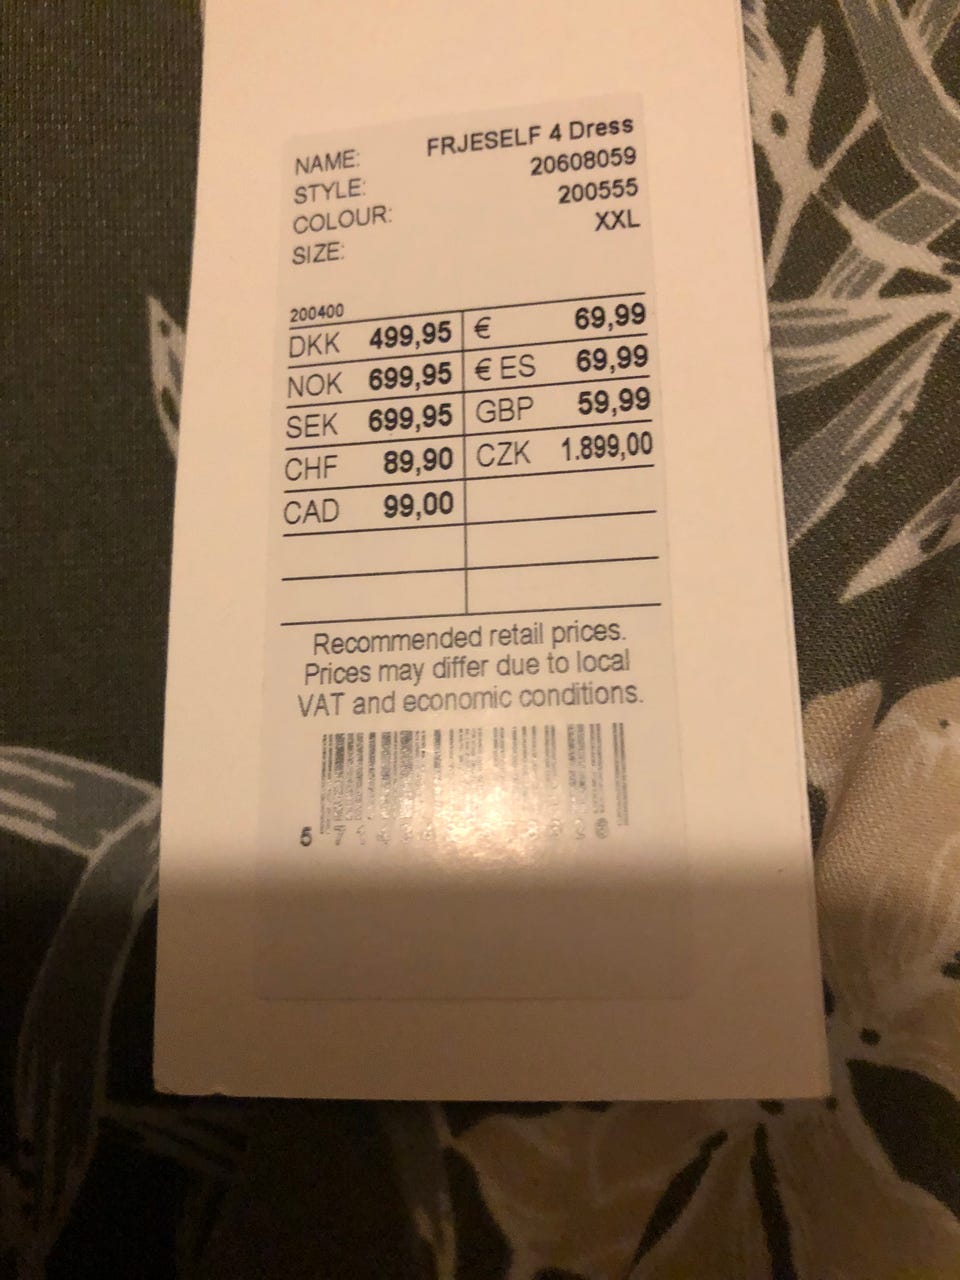 NAME: FRJESELF 4 Dress
STYLE: 20608059
COLOUR: 200555
SIZE: XXL
200400
DKK 499,95 € 69,99
NOK 699,95 € ES 69,99
SEK 699,95 GBP 59,99
CHF 89,90 CZK 1.899,00
CAD 99,00
Recommended retail prices.
Prices may differ due to local
VAT and economic conditions.